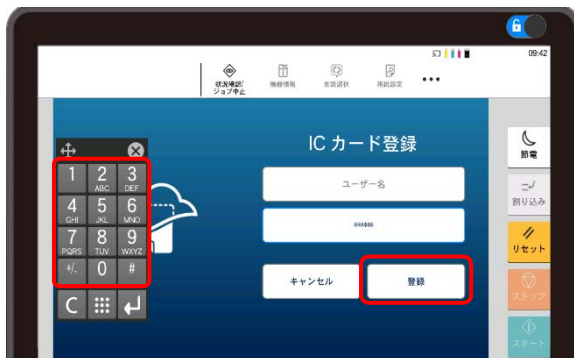 6
09:42
状況確認/
ジョブ中止
機器情報
言語選択
用紙設定
•••
IC カード登録
ユーザー名
キャンセル
登録
1
2 ABC
3 DEF
4 GHI
5 JKL
6 MNO
7 PQRS
8 TUV
9 WXYZ
*/.
0
#
C
節電
割り込み
リセット
ストップ
スタート